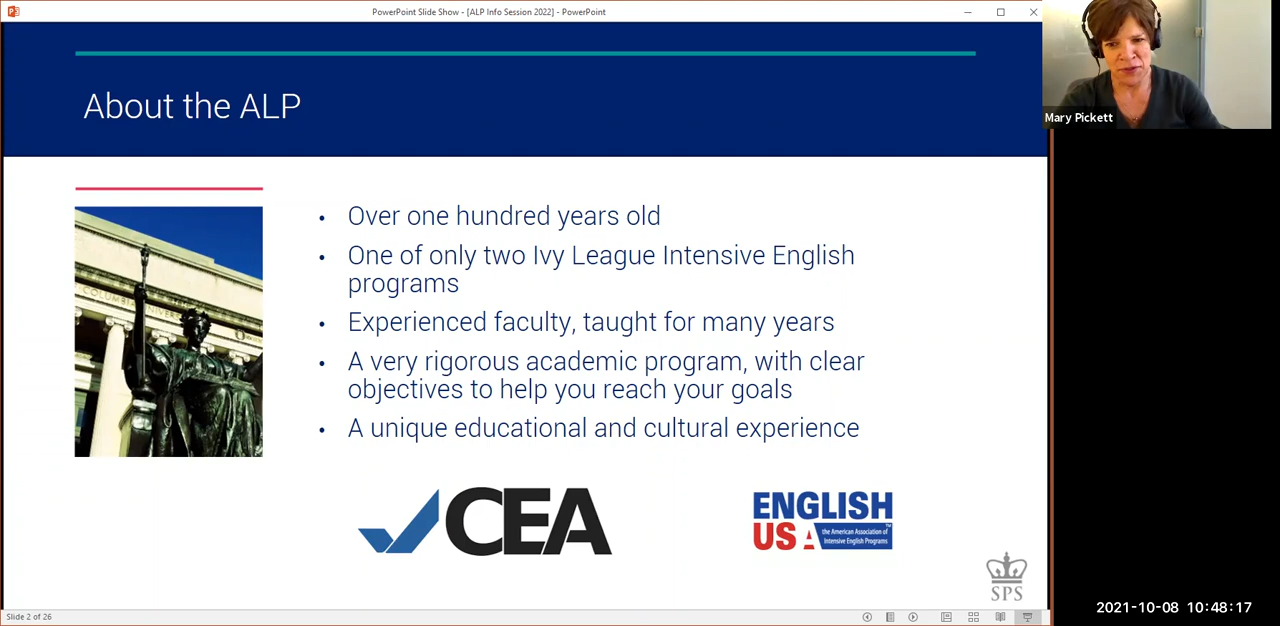 PowerPoint Slide Show - [ALP Info Session 2022] - PowerPoint
About the ALP
Mary Pickett
• Over one hundred years old
• One of only two Ivy League Intensive English
programs
• Experienced faculty, taught for many years
• A very rigorous academic program, with clear
objectives to help you reach your goals
• A unique educational and cultural experience
CEA
ENGLISH
USA
the American Association of
Intensive English Programs
TM
SPS
Slide 2 of 26
2021-10-08 10:48:17